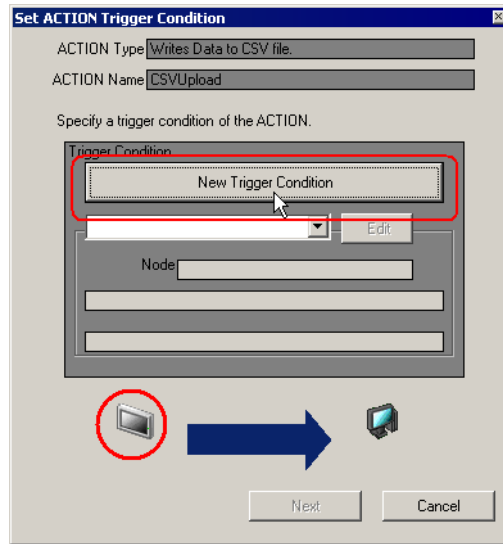 Set ACTION Trigger Condition
ACTION Type Writes Data to CSV file.
ACTION Name CSVUpload
Specify a trigger condition of the ACTION.
Trigger Condition
New Trigger Condition
Edit
Node
Next
Cancel